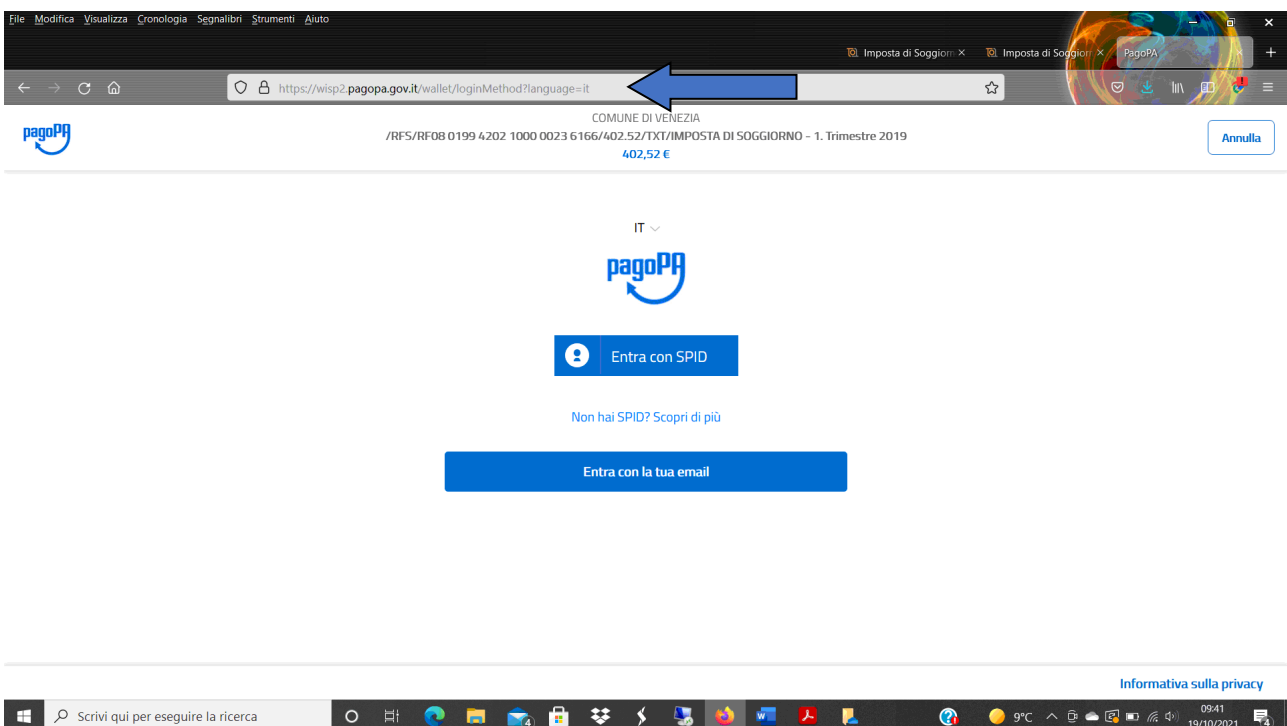 File Modifica Visualizza Cronologia Segnalibri Strumenti Aiuto
Imposta di Soggiorn
Imposta di Soggiorn
PagoPA
https://wisp2.pagopa.gov.it/wallet/loginMethod?language=it
pagoPA
COMUNE DI VENEZIA
/RFS/RF08 0199 4202 1000 0023 6166/402.52/TXT/IMPOSTA DI SOGGIORNO - 1. Trimestre 2019
402,52 €
Annulla
IT
pagoPA
Entra con SPID
Non hai SPID? Scopri di più
Entra con la tua email
Informativa sulla privacy
Scrivi qui per eseguire la ricerca
9°C
09:41
19/10/2021